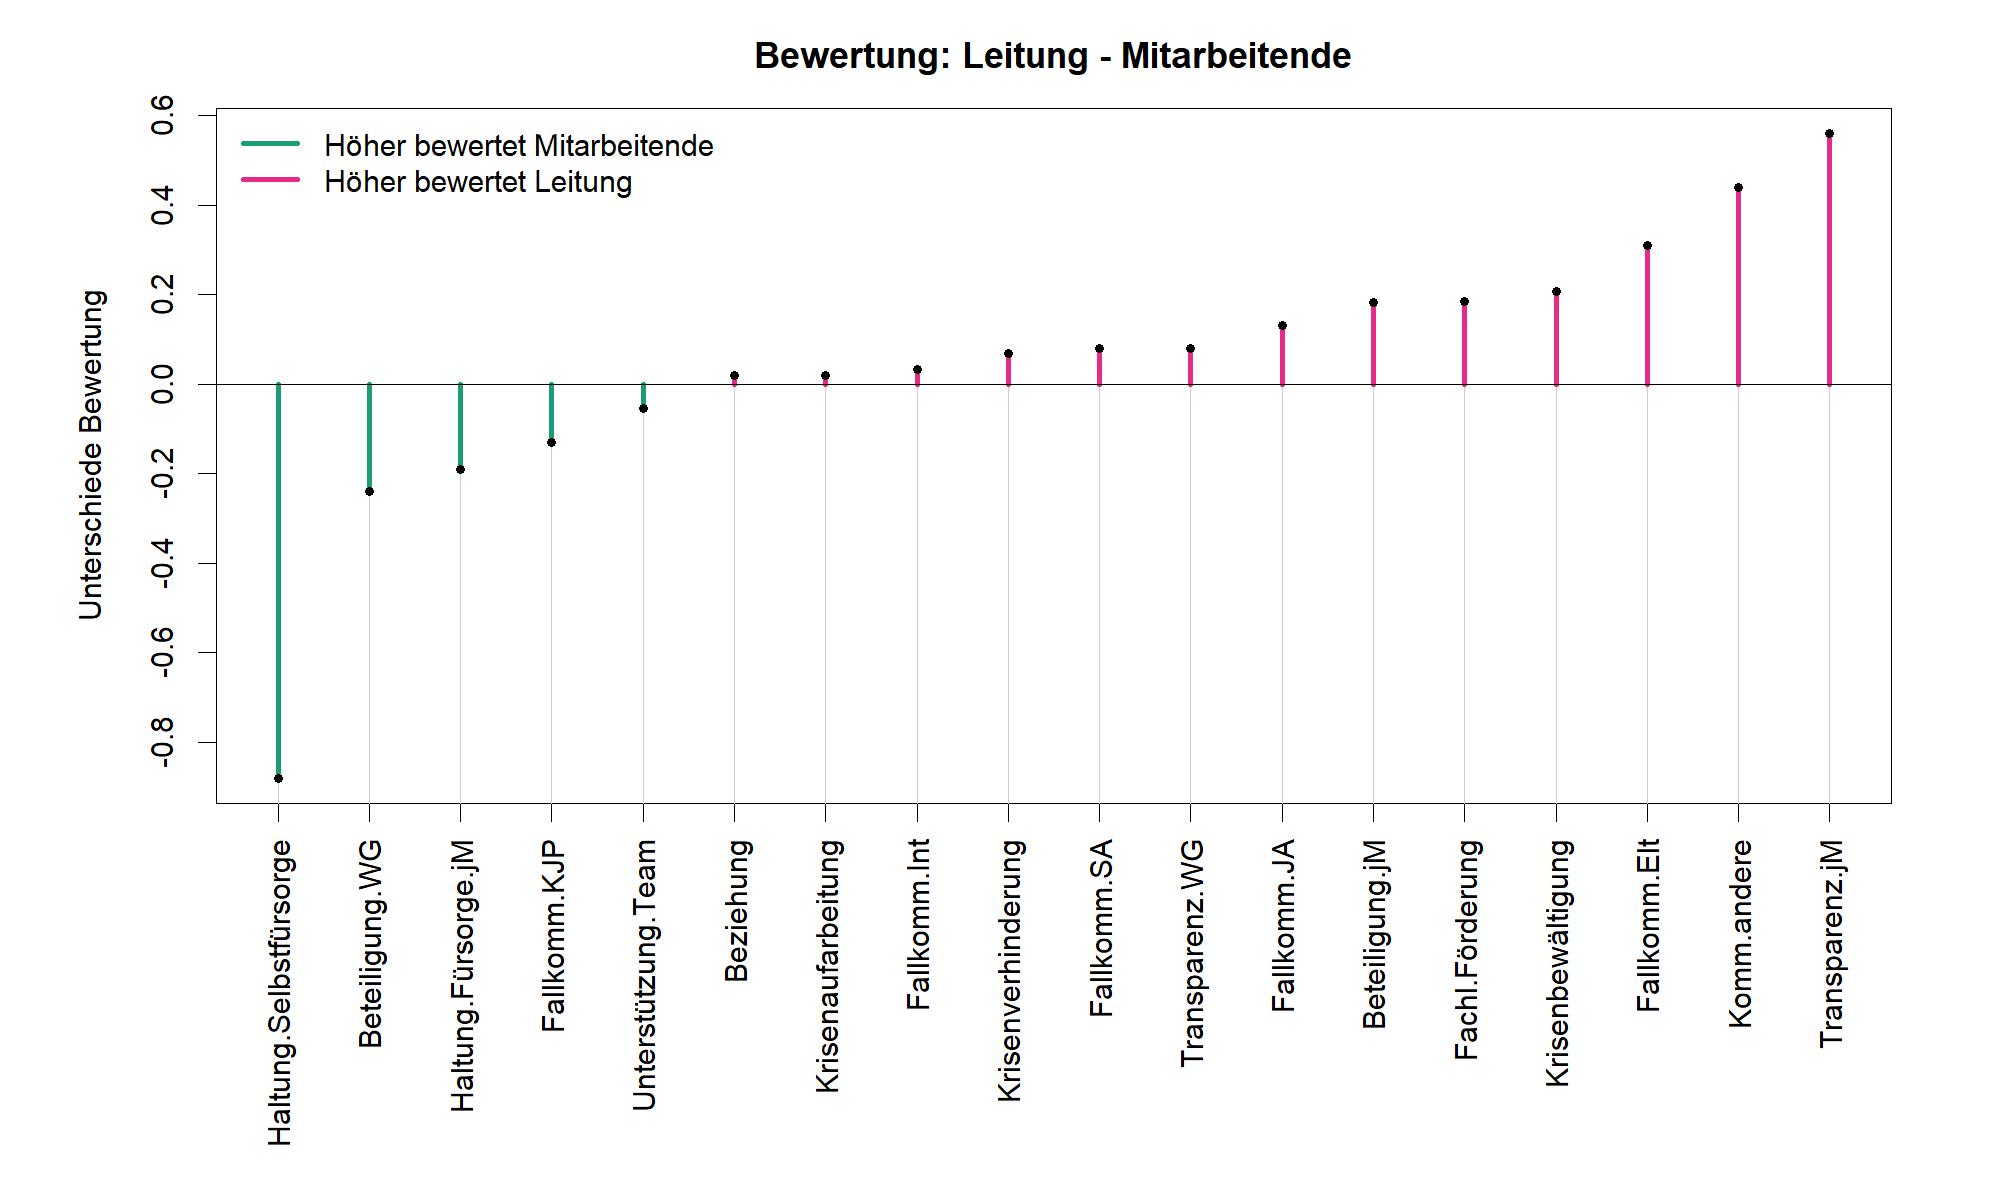 Bewertung: Leitung - Mitarbeitende
Höher bewertet Mitarbeitende
Höher bewertet Leitung
Unterschiede Bewertung
0.6
0.4
0.2
0.0
-0.2
-0.4
-0.6
-0.8
Haltung.Selbstfürsorge
Beteiligung.WG
Haltung.Fürsorge.jM
Fallkomm.KJP
Unterstützung.Team
Beziehung
Krisenaufarbeitung
Fallkomm.Int
Krisenverhinderung
Fallkomm.SA
Transparenz.WG
Fallkomm.JA
Beteiligung.jM
Fachl.Förderung
Krisenbewältigung
Fallkomm.Elt
Komm.andere
Transparenz.jM